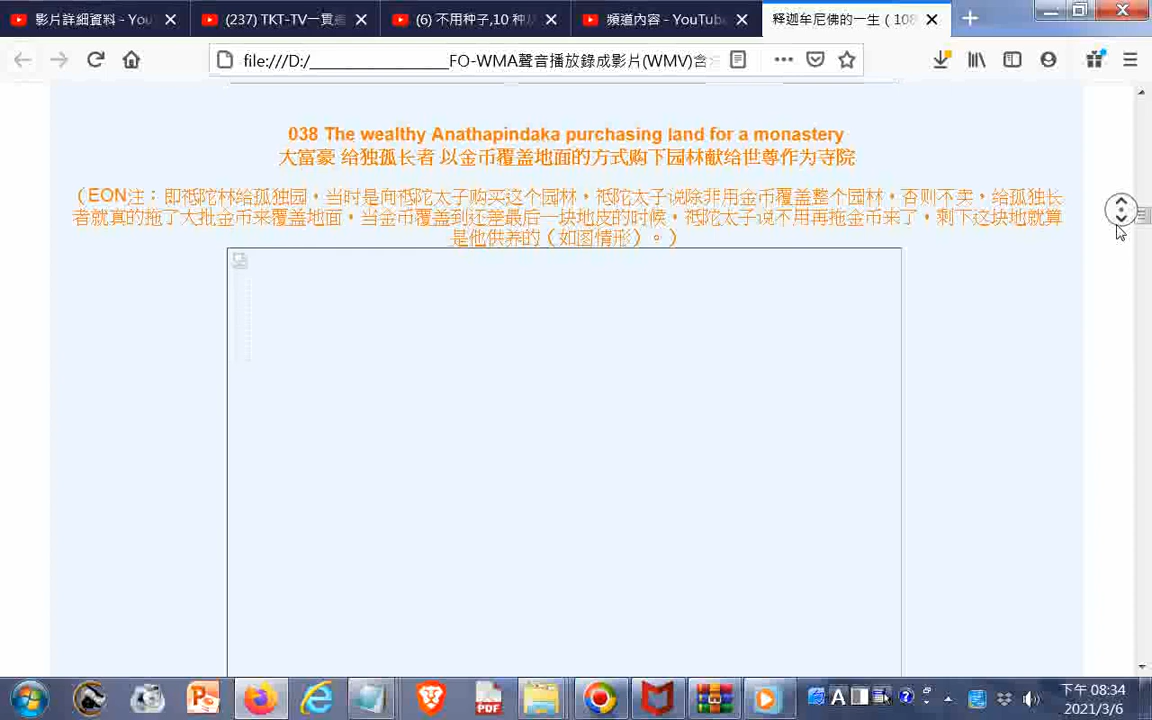 影片詳細資料 - You
(237) TKT-TV一貫
(6) 不用种子,10 种
頻道內容 - YouTube
释迦牟尼佛的一生（108
file:///D:/________________FO-WMA聲音播放錄成影片(WMV)含
038 The wealthy Anathapindaka purchasing land for a monastery
大富豪 给独孤长者 以金币覆盖地面的方式购下园林献给世尊作为寺院
（EON注：即祇陀林给孤独园，当时是向祇陀太子购买这个园林，祇陀太子说除非用金币覆盖整个园林，否则不卖，给孤独长
者就真的拖了大批金币来覆盖地面，当金币覆盖到还差最后一块地皮的时候，祇陀太子说不用再拖金币来了，剩下这块地就算
是他供养的（如图情形）。）
PDF
A
下午 08:34
2021/3/6